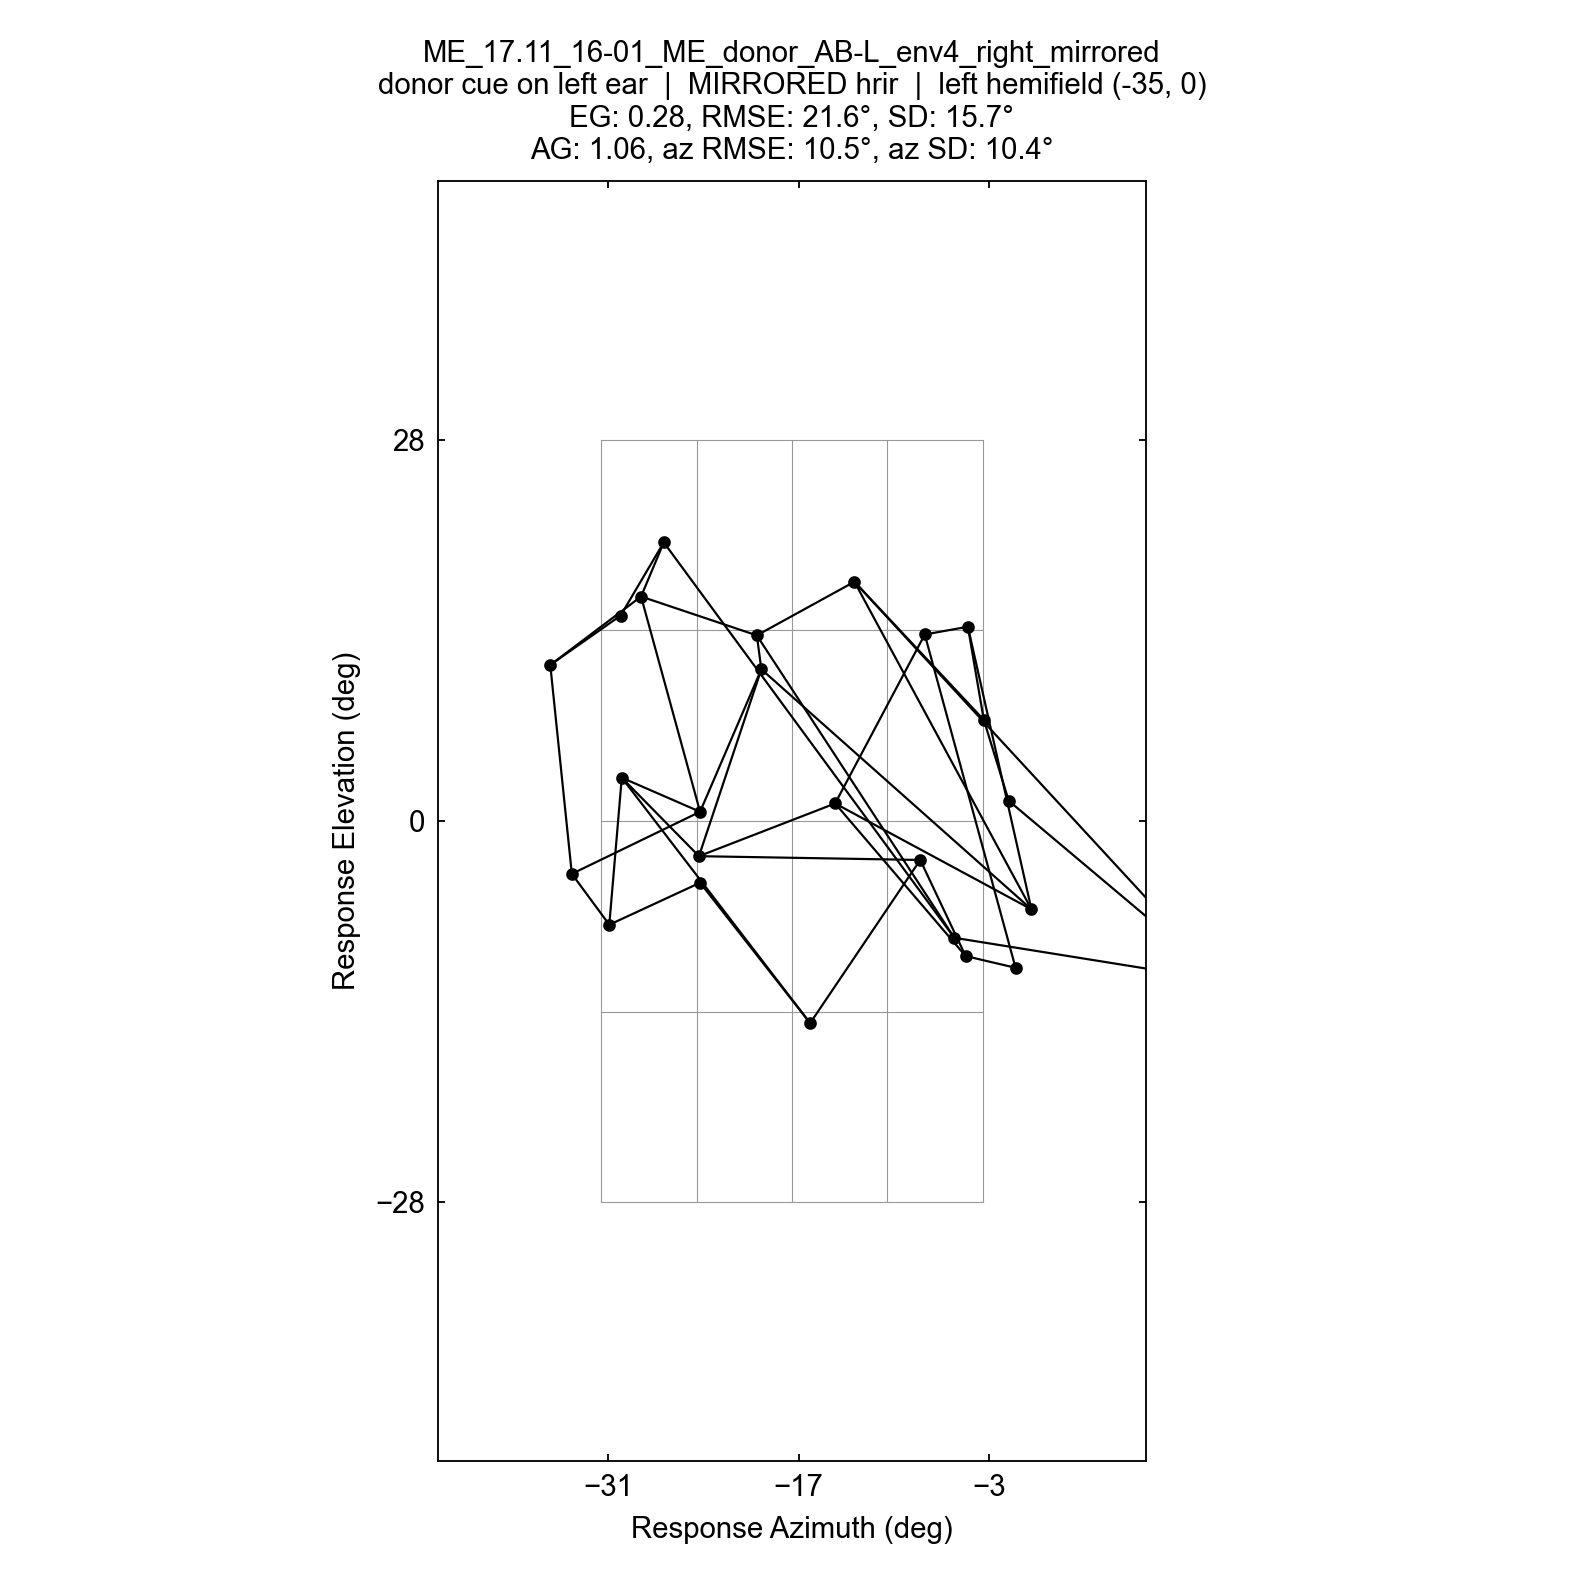 ME_17.11_16-01_ME_donor_AB-L_env4_right_mirrored
donor cue on left ear | MIRRORED hrir | left hemifield (-35, 0)
EG: 0.28, RMSE: 21.6°, SD: 15.7°
AG: 1.06, az RMSE: 10.5°, az SD: 10.4°
28
0
−28
Response Elevation (deg)
−31
−17
−3
Response Azimuth (deg)